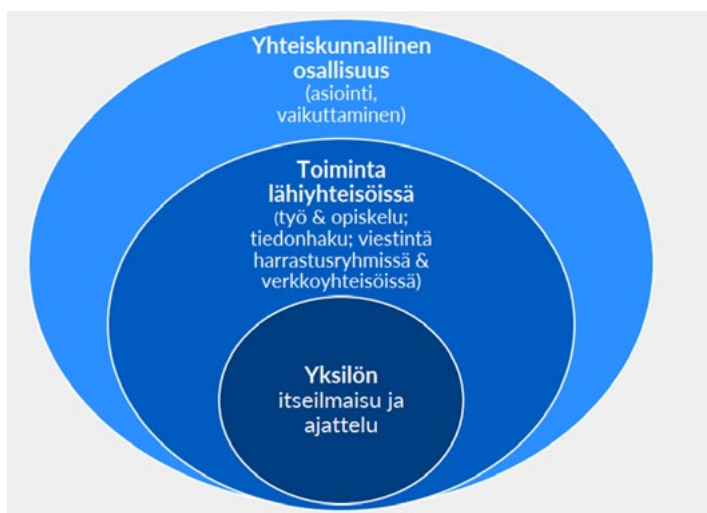 Yhteiskunnallinen
osallisuus
(asiointi,
vaikuttaminen)
Toiminta
lähiyhteisöissä
(työ & opiskelu;
tiedonhaku; viestintä
harrastusryhmissä &
verkkoyhteisöissä)
Yksilön
itseilmaisu ja
ajattelu